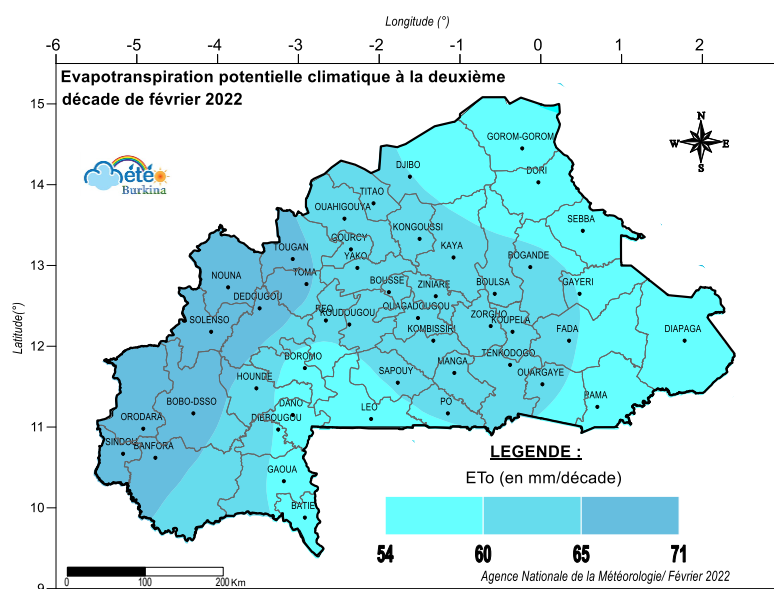 Longitude (°)
-6 -5 -4 -3 -2 -1 0 1 2
Evapotranspiration potentielle climatique à la deuxième
décade de février 2022
N
W E
S
été
Burkina
15
14
13
12
11
10
9
Latitude(°)
GOROM-GOROM
DJIBO
DORI
TITAO
OUAHIGOUYA
SEBBA
KONGOUSSI
GOURCY
TOUGAN
KAYA
YAKO
BOGANDE
NOUNA
TOMA
BOUSSE
ZINIARE
BOULSA
GAYERI
DEDOUGOU
REO
KOUDOUGOU
OUAGADOUGOU
ZORGHO
KOUPELA
SOLENSO
KOMBISSIRI
FADA
DIAPAGA
BOROMO
TENKODOGO
MANGA
SAPOUY
OUARGAYE
HOUNDE
PAMA
BOBO-DSSO
DANO
LEO
PO
ORODARA
DIEBOUGOU
SINDOU
BANFORA
GAOUA
BATIE
LEGENDE :
ETo (en mm/décade)
54 60 65 71
0 100 200 Km
Agence Nationale de la Météorologie/ Février 2022